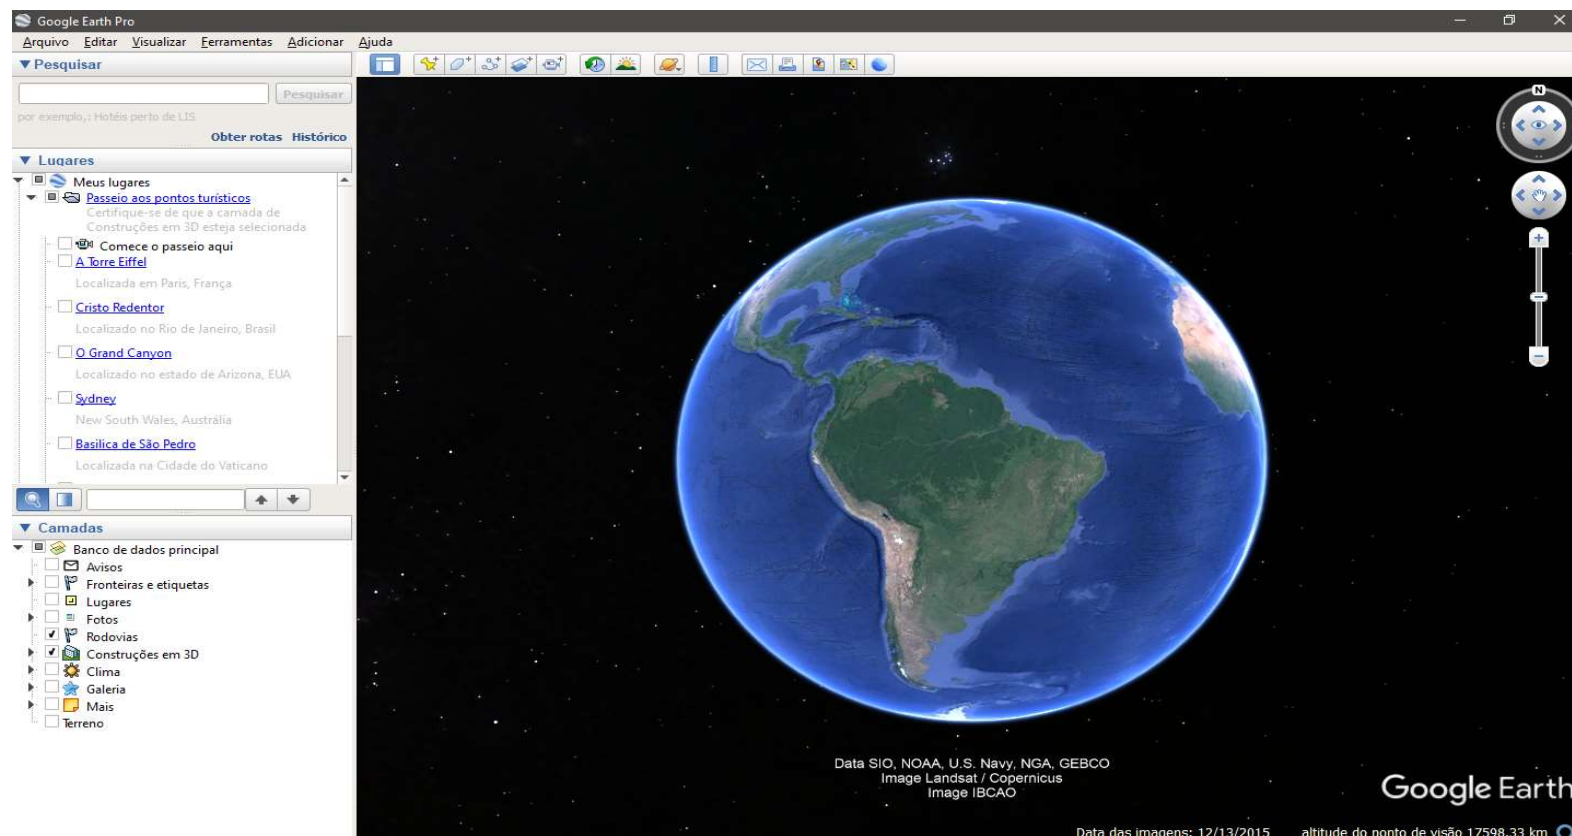 Google Earth Pro
Arquivo Editar Visualizar Ferramentas Adicionar Ajuda
Pesquisar
Pesquisar
por exemplo,: Hotéis perto de LIS
Obter rotas Histórico
Lugares
Meus lugares
Passeio aos pontos turísticos
Certifique-se de que a camada de
Construções em 3D esteja selecionada
Comece o passeio aqui
A Torre Eiffel
Localizada em Paris, França
Cristo Redentor
Localizado no Rio de Janeiro, Brasil
O Grand Canyon
Localizado no estado de Arizona, EUA
Sydney
New South Wales, Austrália
Basílica de São Pedro
Localizada na Cidade do Vaticano
Camadas
Banco de dados principal
Avisos
Fronteiras e etiquetas
Lugares
Fotos
Rodovias
Construções em 3D
Clima
Galeria
Mais
Terreno
N
Data SIO, NOAA, U.S. Navy, NGA, GEBCO
Image Landsat / Copernicus
Image IBCAO
Google Earth
Data das imagens: 12/13/2015 altitude do ponto de visão 17598.33 km